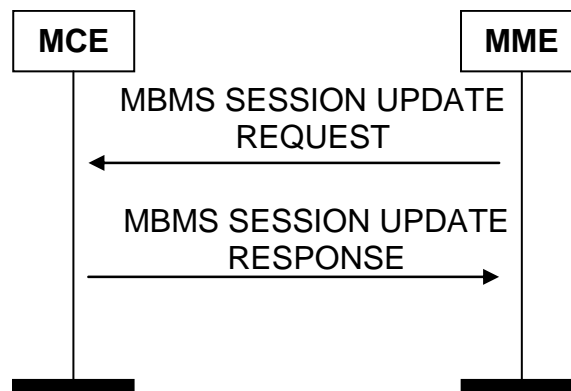 MCE
MME
MBMS SESSION UPDATE
REQUEST
MBMS SESSION UPDATE
RESPONSE